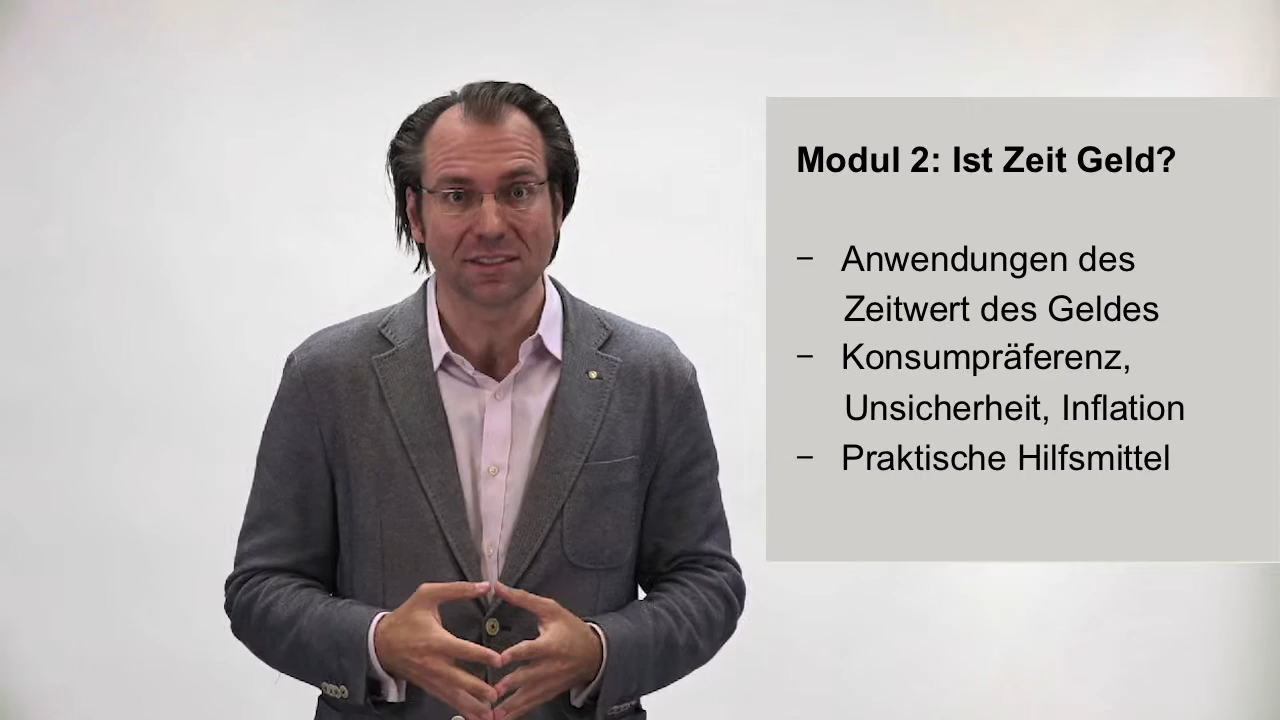 Modul 2: Ist Zeit Geld?
– Anwendungen des
Zeitwert des Geldes
– Konsumpräferenz,
Unsicherheit, Inflation
– Praktische Hilfsmittel